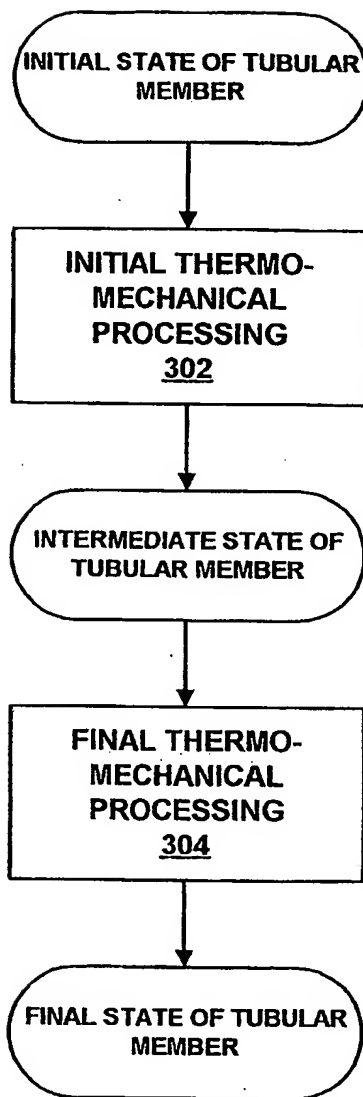 INITIAL STATE OF TUBULAR
MEMBER
INITIAL THERMO-
MECHANICAL
PROCESSING
302
INTERMEDIATE STATE OF
TUBULAR MEMBER
FINAL THERMO-
MECHANICAL
PROCESSING
304
FINAL STATE OF TUBULAR
MEMBER